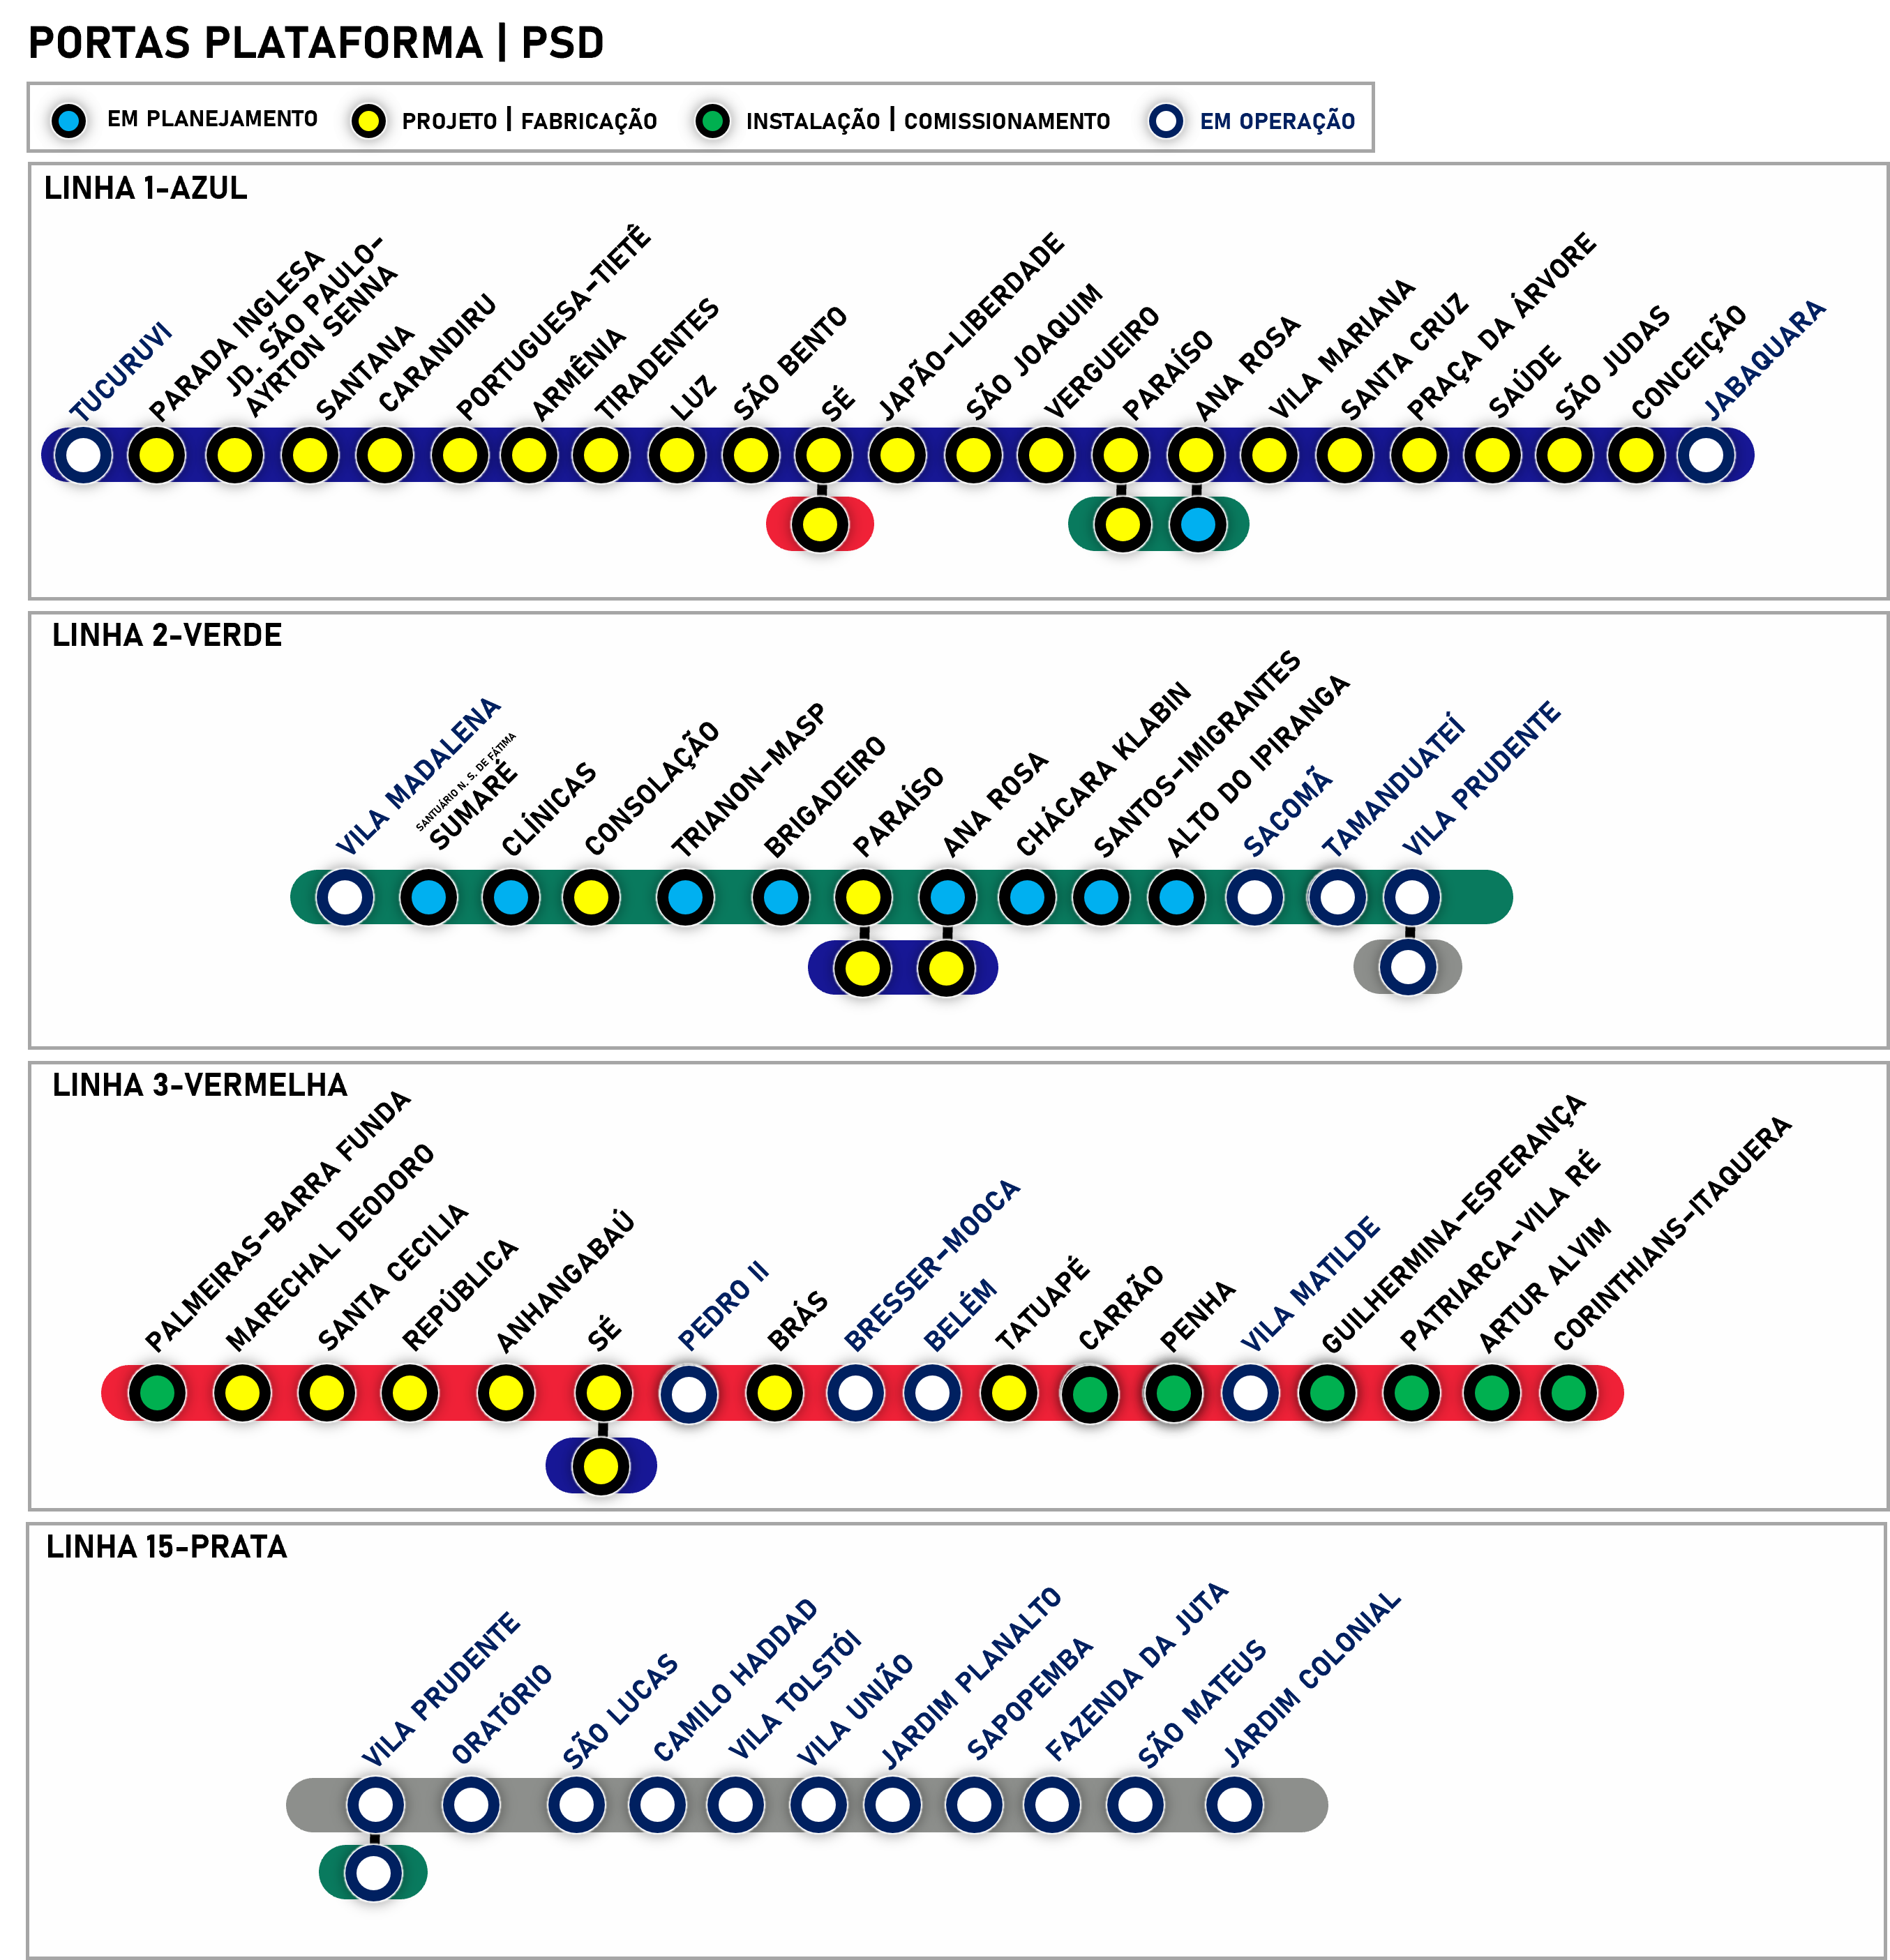 PORTAS PLATAFORMA | PSD
EM PLANEJAMENTO
PROJETO | FABRICAÇÃO
INSTALAÇÃO | COMISSIONAMENTO
EM OPERAÇÃO
LINHA 1-AZUL
TUCURUVI
PARADA INGLESA
JD. SÃO PAULO-
AYRTON SENNA
SANTANA
CARANDIRU
PORTUGUESA-TIETÊ
ARMÊNIA
TIRADENTES
LUZ
SÃO BENTO
SÉ
JAPÃO-LIBERDADE
SÃO JOAQUIM
VERGUEIRO
PARAÍSO
ANA ROSA
VILA MARIANA
SANTA CRUZ
PRAÇA DA ÁRVORE
SAÚDE
SÃO JUDAS
CONCEIÇÃO
JABAQUARA
LINHA 2-VERDE
VILA MADALENA
SANTUÁRIO N. S. DE FÁTIMA
SUMARÉ
CLÍNICAS
CONSOLAÇÃO
TRIANON-MASP
BRIGADEIRO
PARAÍSO
ANA ROSA
CHÁCARA KLABIN
SANTOS-IMIGRANTES
ALTO DO IPIRANGA
SACOMÃ
TAMANDUATEÍ
VILA PRUDENTE
LINHA 3-VERMELHA
PALMEIRAS-BARRA FUNDA
MARECHAL DEODORO
SANTA CECILIA
REPÚBLICA
ANHANGABAÚ
SÉ
PEDRO II
BRÁS
BRESSER-MOOCA
BELÉM
TATUAPÉ
CARRÃO
PENHA
VILA MATILDE
GUILHERMINA-ESPERANÇA
PATRIARCA-VILA RÉ
ARTUR ALVIM
CORINTHIANS-ITAQUERA
LINHA 15-PRATA
VILA PRUDENTE
ORATÓRIO
SÃO LUCAS
CAMILO HADDAD
VILA TOLSTÓI
VILA UNIÃO
JARDIM PLANALTO
SAPOPEMBA
FAZENDA DA JUTA
SÃO MATEUS
JARDIM COLONIAL